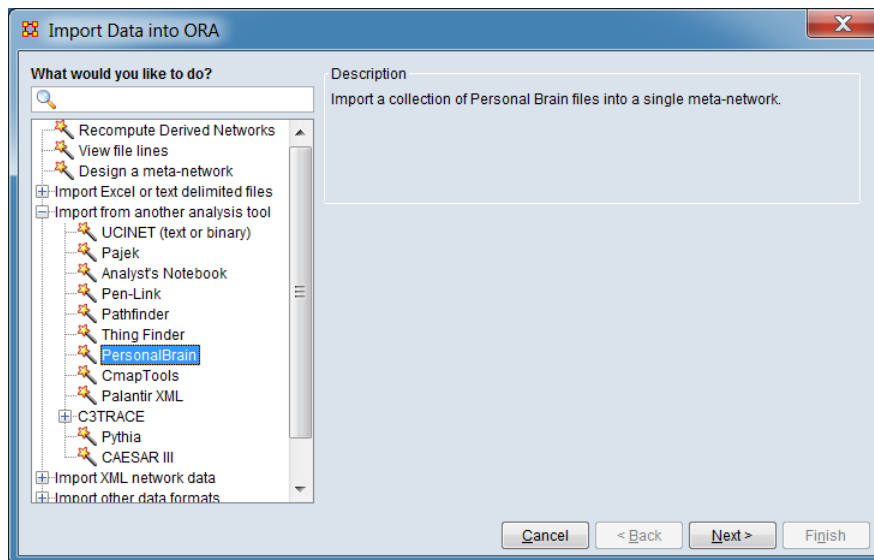 Import Data into ORA
What would you like to do?
Recompute Derived Networks
View file lines
Design a meta-network
Import Excel or text delimited files
Import from another analysis tool
UCINET (text or binary)
Pajek
Analyst's Notebook
Pen-Link
Pathfinder
Thing Finder
PersonalBrain
CmapTools
Palantir XML
C3TRACE
Pythia
CAESAR III
Import XML network data
Import other data formats
Description
Import a collection of Personal Brain files into a single meta-network.
Cancel
< Back
Next >
Finish